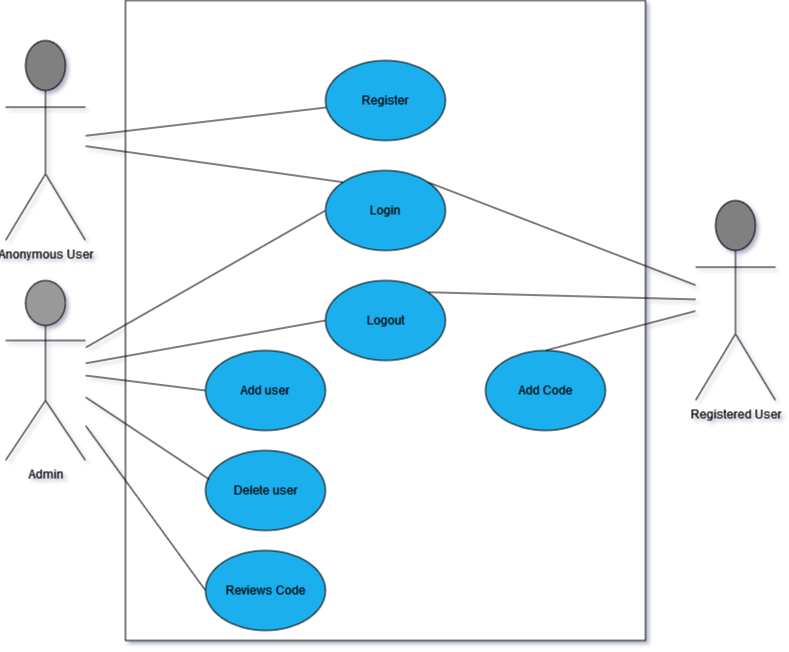 Register
Login
Anonymous User
Logout
Add user
Add Code
Registered User
Admin
Delete user
Reviews Code